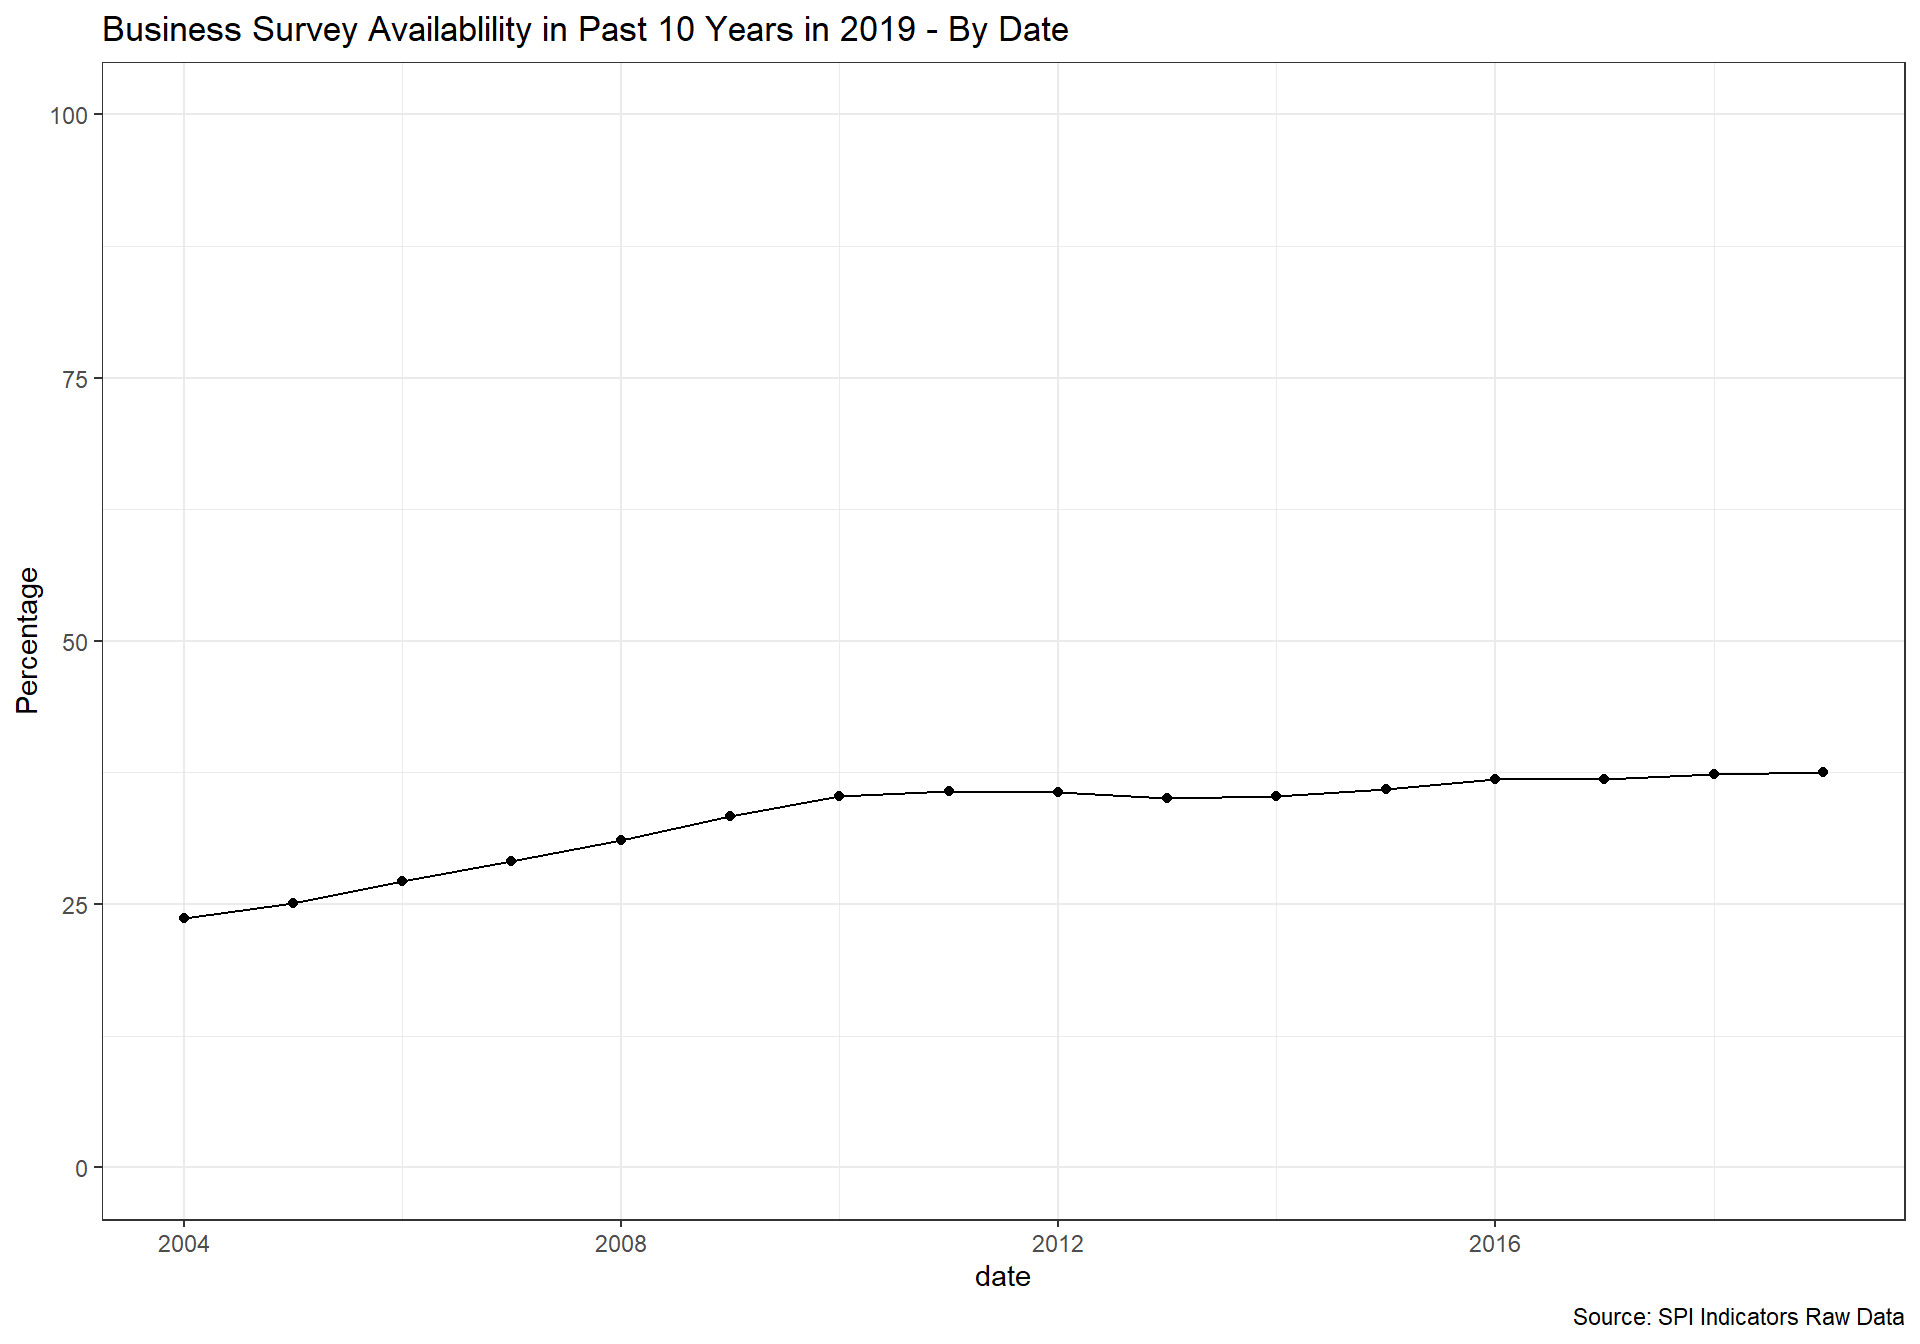 Business Survey Availablility in Past 10 Years in 2019 - By Date
100
75
50
25
0
Percentage
2004
2008
2012
2016
date
Source: SPI Indicators Raw Data